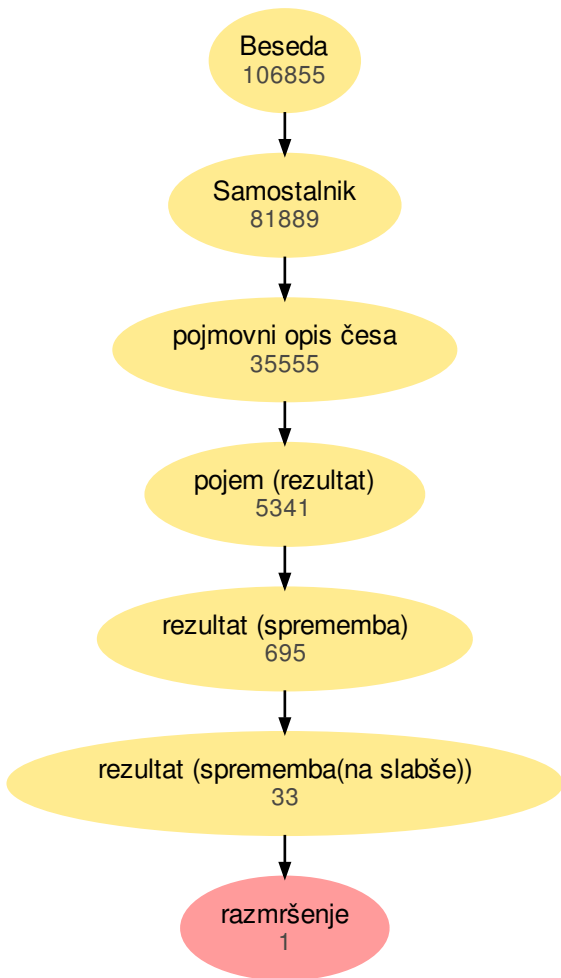 Beseda
106855
Samostalnik
81889
pojmovni opis česa
35555
pojem (rezultat)
5341
rezultat (sprememba)
695
rezultat (sprememba(na slabše))
33
razmršenje
1